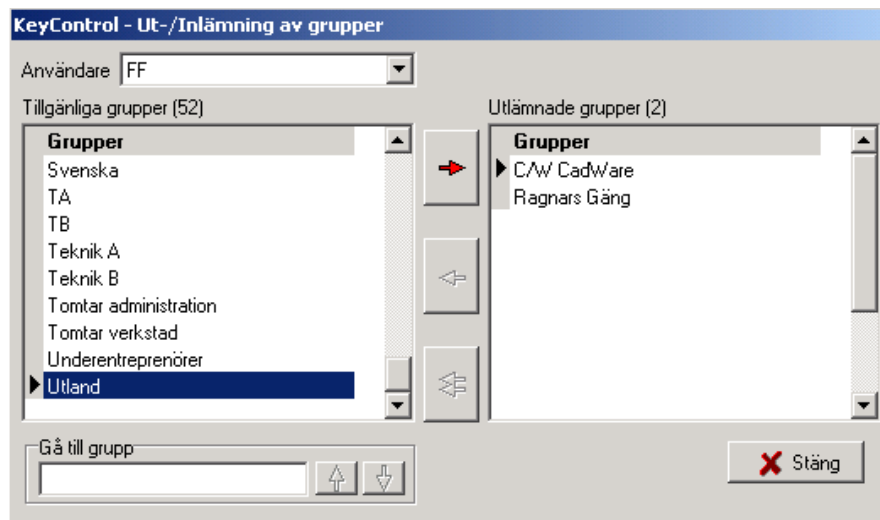 KeyControl - Ut-/Inlämning av grupper
Användare FF
Tillgänliga grupper (52)
Grupper
Svenska
TA
TB
Teknik A
Teknik B
Tomtar administration
Tomtar verkstad
Underentreprenörer
Utland
Utlämnade grupper (2)
Grupper
C/W CadWare
Ragnars Gäng
Gå till grupp
Stäng